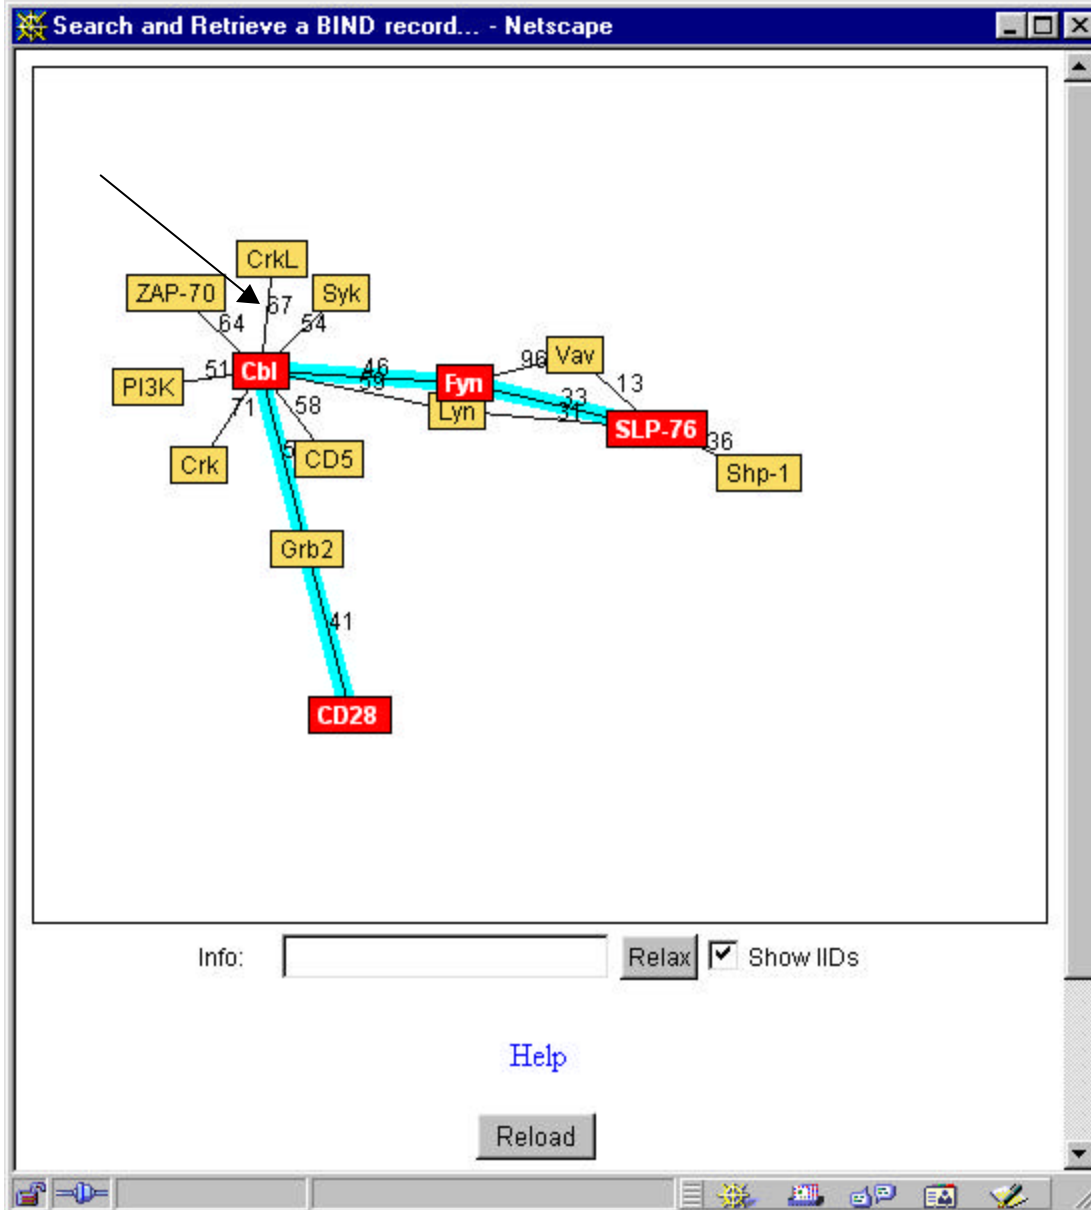 Search and Retrieve a BIND record... - Netscape
CrkL
ZAP-70
67
Syk
64
54
Cbl
51
46
59
Fyn
96
Vav
PI3K
71
58
Lyn
33
31
13
SLP-76
36
Crk
5
CD5
Shp-1
Grb2
41
CD28
Info:
Relax
Show IIDs
Help
Reload